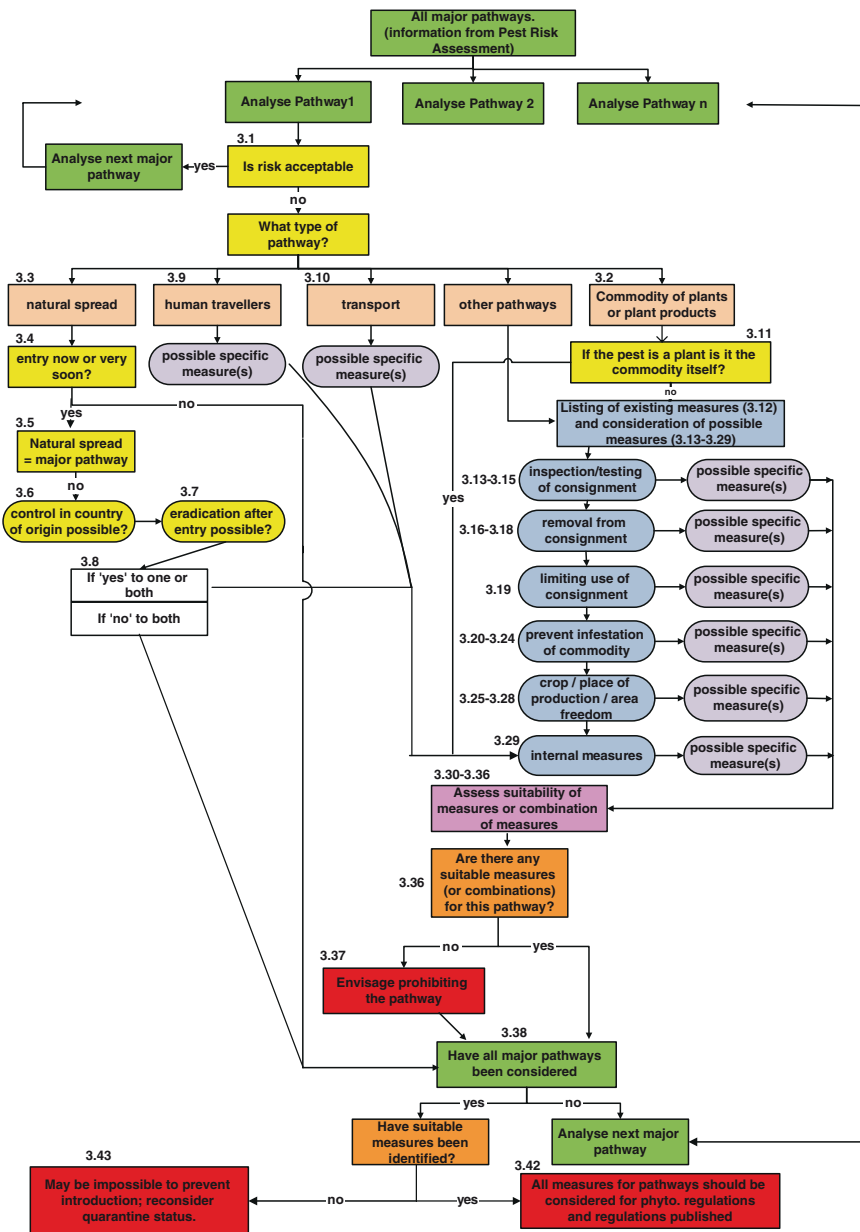 All major pathways.
(information from Pest Risk
Assessment)
Analyse Pathway1
Analyse Pathway 2
Analyse Pathway n
3.1
Analyse next major
pathway
yes
Is risk acceptable
no
What type of
pathway?
3.3
3.9
3.10
3.2
natural spread
human travellers
transport
other pathways
Commodity of plants
or plant products
3.4
3.11
entry now or very
soon?
possible specific
measure(s)
possible specific
measure(s)
If the pest is a plant is it the
commodity itself?
no
yes
no
3.5
Listing of existing measures (3.12)
and consideration of possible
measures (3.13-3.29)
Natural spread
= major pathway
no
yes
3.13-3.15
inspection/testing
of consignment
possible specific
measure(s)
3.6
3.7
control in country
of origin possible?
eradication after
entry possible?
3.16-3.18
removal from
consignment
possible specific
measure(s)
3.8
If 'yes' to one or
both
If 'no' to both
3.19
limiting use of
consignment
possible specific
measure(s)
3.20-3.24
prevent infestation
of commodity
possible specific
measure(s)
3.25-3.28
crop / place of
production / area
freedom
possible specific
measure(s)
3.29
internal measures
possible specific
measure(s)
3.30-3.36
Assess suitability of
measures or combination
of measures
3.36
Are there any
suitable measures
(or combinations)
for this pathway?
no
yes
3.37
Envisage prohibiting
the pathway
3.38
Have all major pathways
been considered
yes
no
Have suitable
measures been
identified?
Analyse next major
pathway
3.43
3.42
May be impossible to prevent
introduction; reconsider
quarantine status.
no
yes
All measures for pathways should be
considered for phyto. regulations
and regulations published